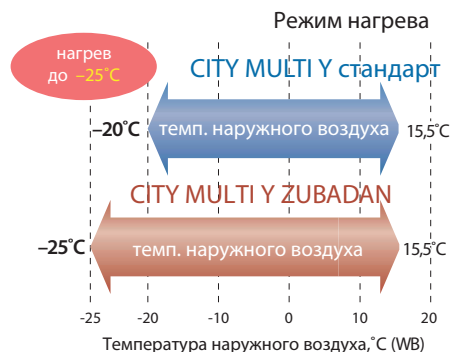 Режим нагрева
нагрев
до –25˚C
CITY MULTI Y стандарт
–20˚C
темп. наружного воздуха
15,5˚C
CITY MULTI Y ZUBADAN
–25˚C
темп. наружного воздуха
15,5˚C
-25 -20 -10 0 10 20
Температура наружного воздуха,˚С (WB)